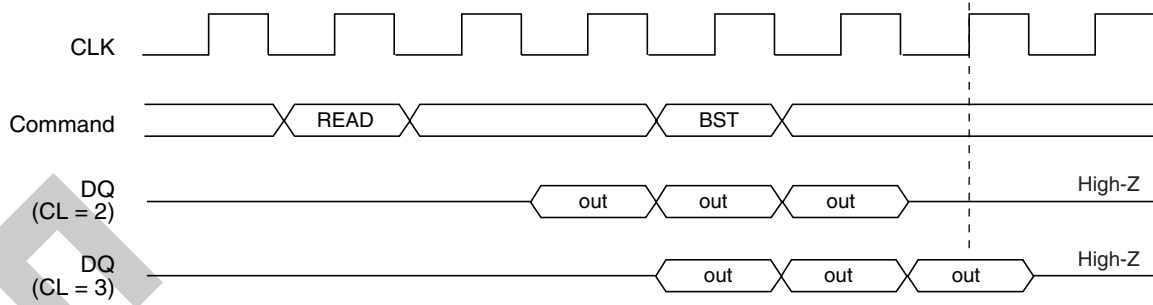 CLK
Command
READ
BST
DQ
(CL = 2)
out
out
out
High-Z
DQ
(CL = 3)
out
out
out
High-Z